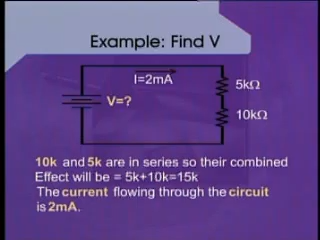 Example: Find V
I=2mA
5kΩ
V=?
10kΩ
10k and 5k are in series so their combined
Effect will be = 5k+10k=15k
The current flowing through the circuit
is 2mA.